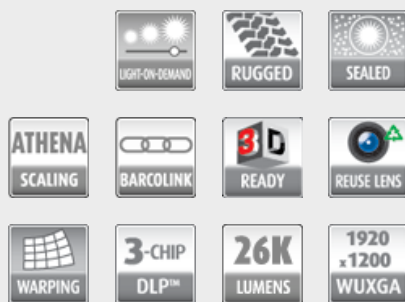 LIGHT-ON-DEMAND
RUGGED
SEALED
ATHENA
SCALING
BARCOLINK
3D
READY
REUSE LENS
WARPING
3-CHIP
DLP™
26K
LUMENS
1920
x1200
WUXGA